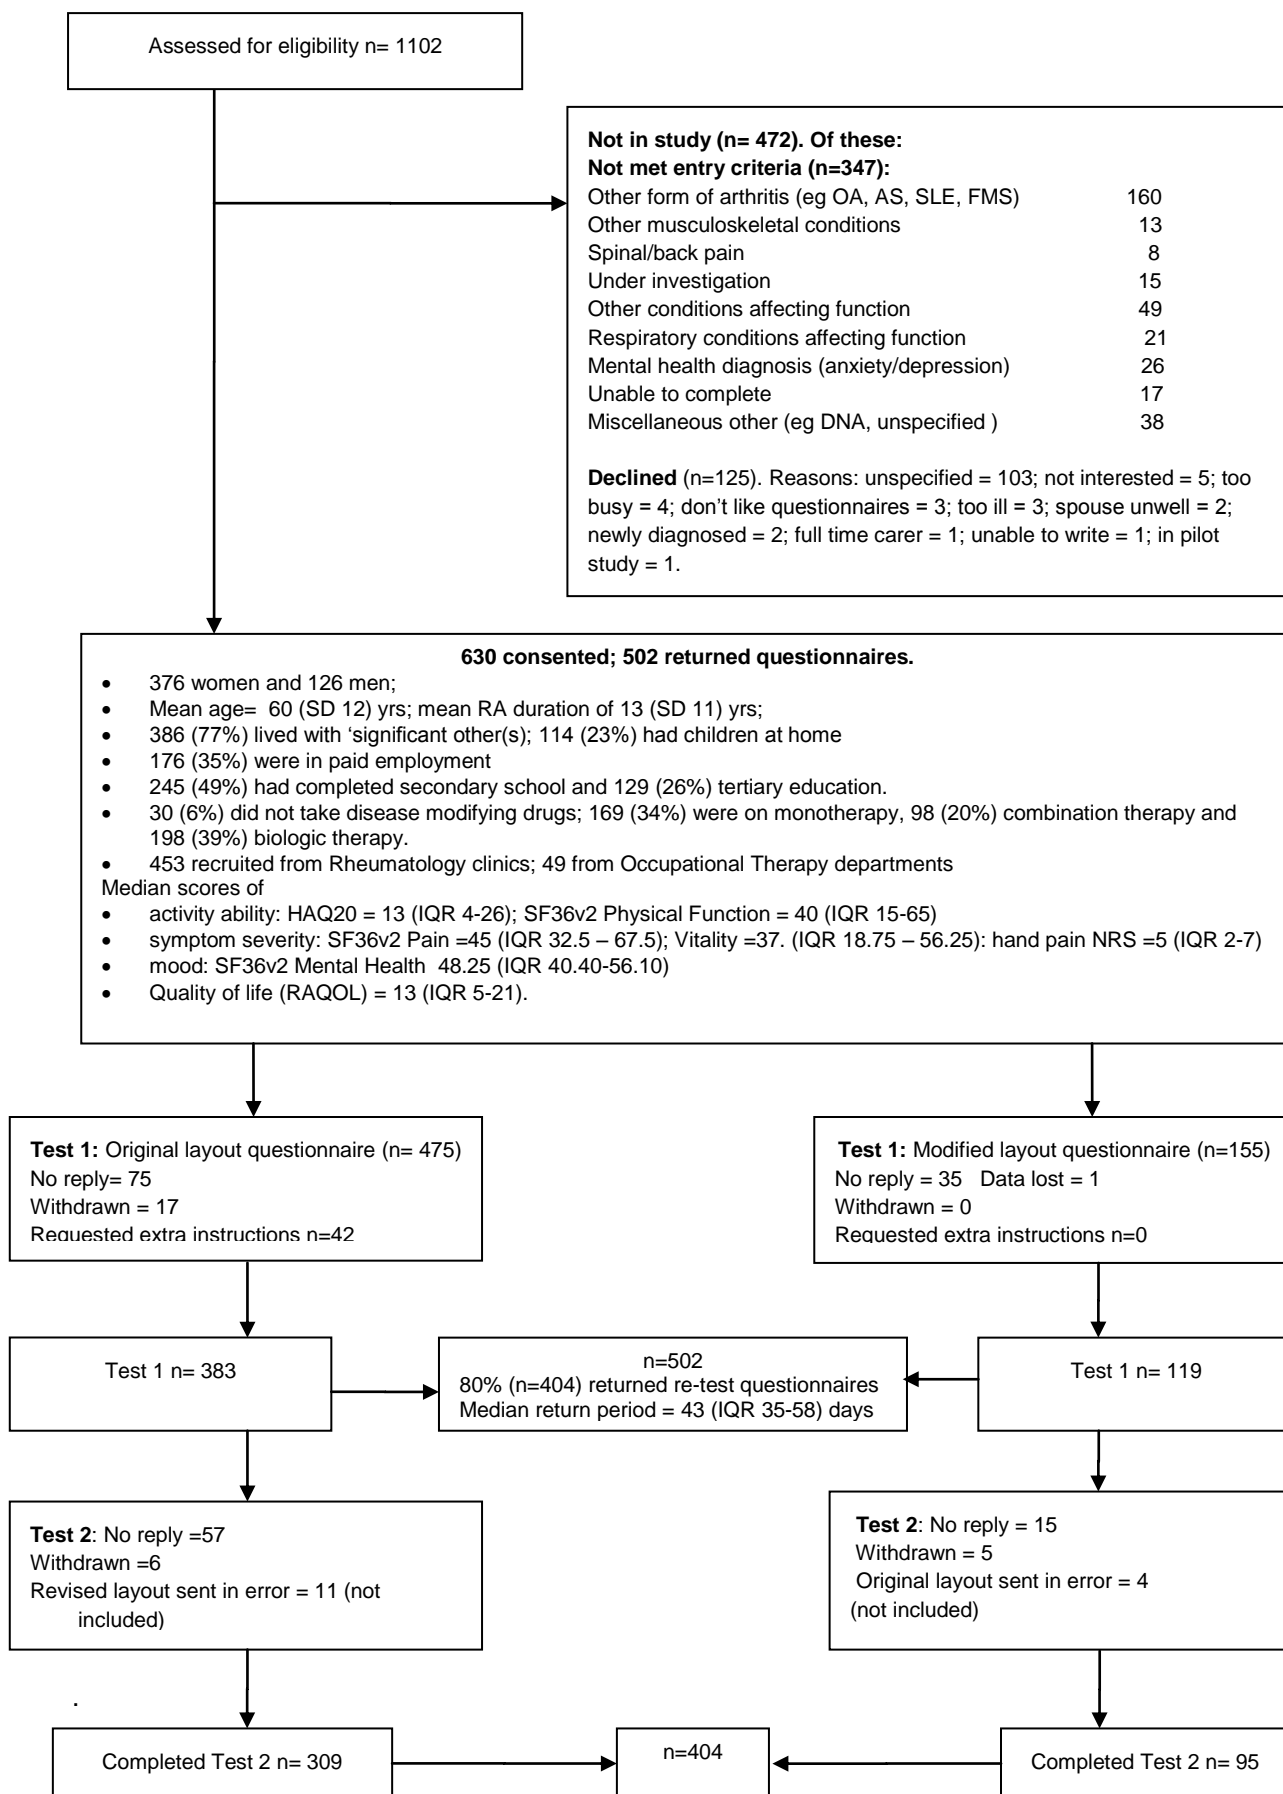 Assessed for eligibility n= 1102
Not in study (n= 472). Of these:
Not met entry criteria (n=347):
Other form of arthritis (eg OA, AS, SLE, FMS) 160
Other musculoskeletal conditions 13
Spinal/back pain 8
Under investigation 15
Other conditions affecting function 49
Respiratory conditions affecting function 21
Mental health diagnosis (anxiety/depression) 26
Unable to complete 17
Miscellaneous other (eg DNA, unspecified ) 38
Declined (n=125). Reasons: unspecified = 103; not interested = 5; too
busy = 4; don’t like questionnaires = 3; too ill = 3; spouse unwell = 2;
newly diagnosed = 2; full time carer = 1; unable to write = 1; in pilot
study = 1.
630 consented; 502 returned questionnaires.
• 376 women and 126 men;
• Mean age= 60 (SD 12) yrs; mean RA duration of 13 (SD 11) yrs;
• 386 (77%) lived with ‘significant other(s); 114 (23%) had children at home
• 176 (35%) were in paid employment
• 245 (49%) had completed secondary school and 129 (26%) tertiary education.
• 30 (6%) did not take disease modifying drugs; 169 (34%) were on monotherapy, 98 (20%) combination therapy and
198 (39%) biologic therapy.
• 453 recruited from Rheumatology clinics; 49 from Occupational Therapy departments
Median scores of
• activity ability: HAQ20 = 13 (IQR 4-26); SF36v2 Physical Function = 40 (IQR 15-65)
• symptom severity: SF36v2 Pain =45 (IQR 32.5 – 67.5); Vitality =37. (IQR 18.75 – 56.25): hand pain NRS =5 (IQR 2-7)
• mood: SF36v2 Mental Health 48.25 (IQR 40.40-56.10)
• Quality of life (RAQOL) = 13 (IQR 5-21).
Test 1: Original layout questionnaire (n= 475)
No reply= 75
Withdrawn = 17
Requested extra instructions n=42
Test 1: Modified layout questionnaire (n=155)
No reply = 35 Data lost = 1
Withdrawn = 0
Requested extra instructions n=0
Test 1 n= 383
n=502
80% (n=404) returned re-test questionnaires
Median return period = 43 (IQR 35-58) days
Test 1 n= 119
Test 2: No reply =57
Withdrawn =6
Revised layout sent in error = 11 (not
included)
Test 2: No reply = 15
Withdrawn = 5
Original layout sent in error = 4
(not included)
.
Completed Test 2 n= 309
n=404
Completed Test 2 n= 95